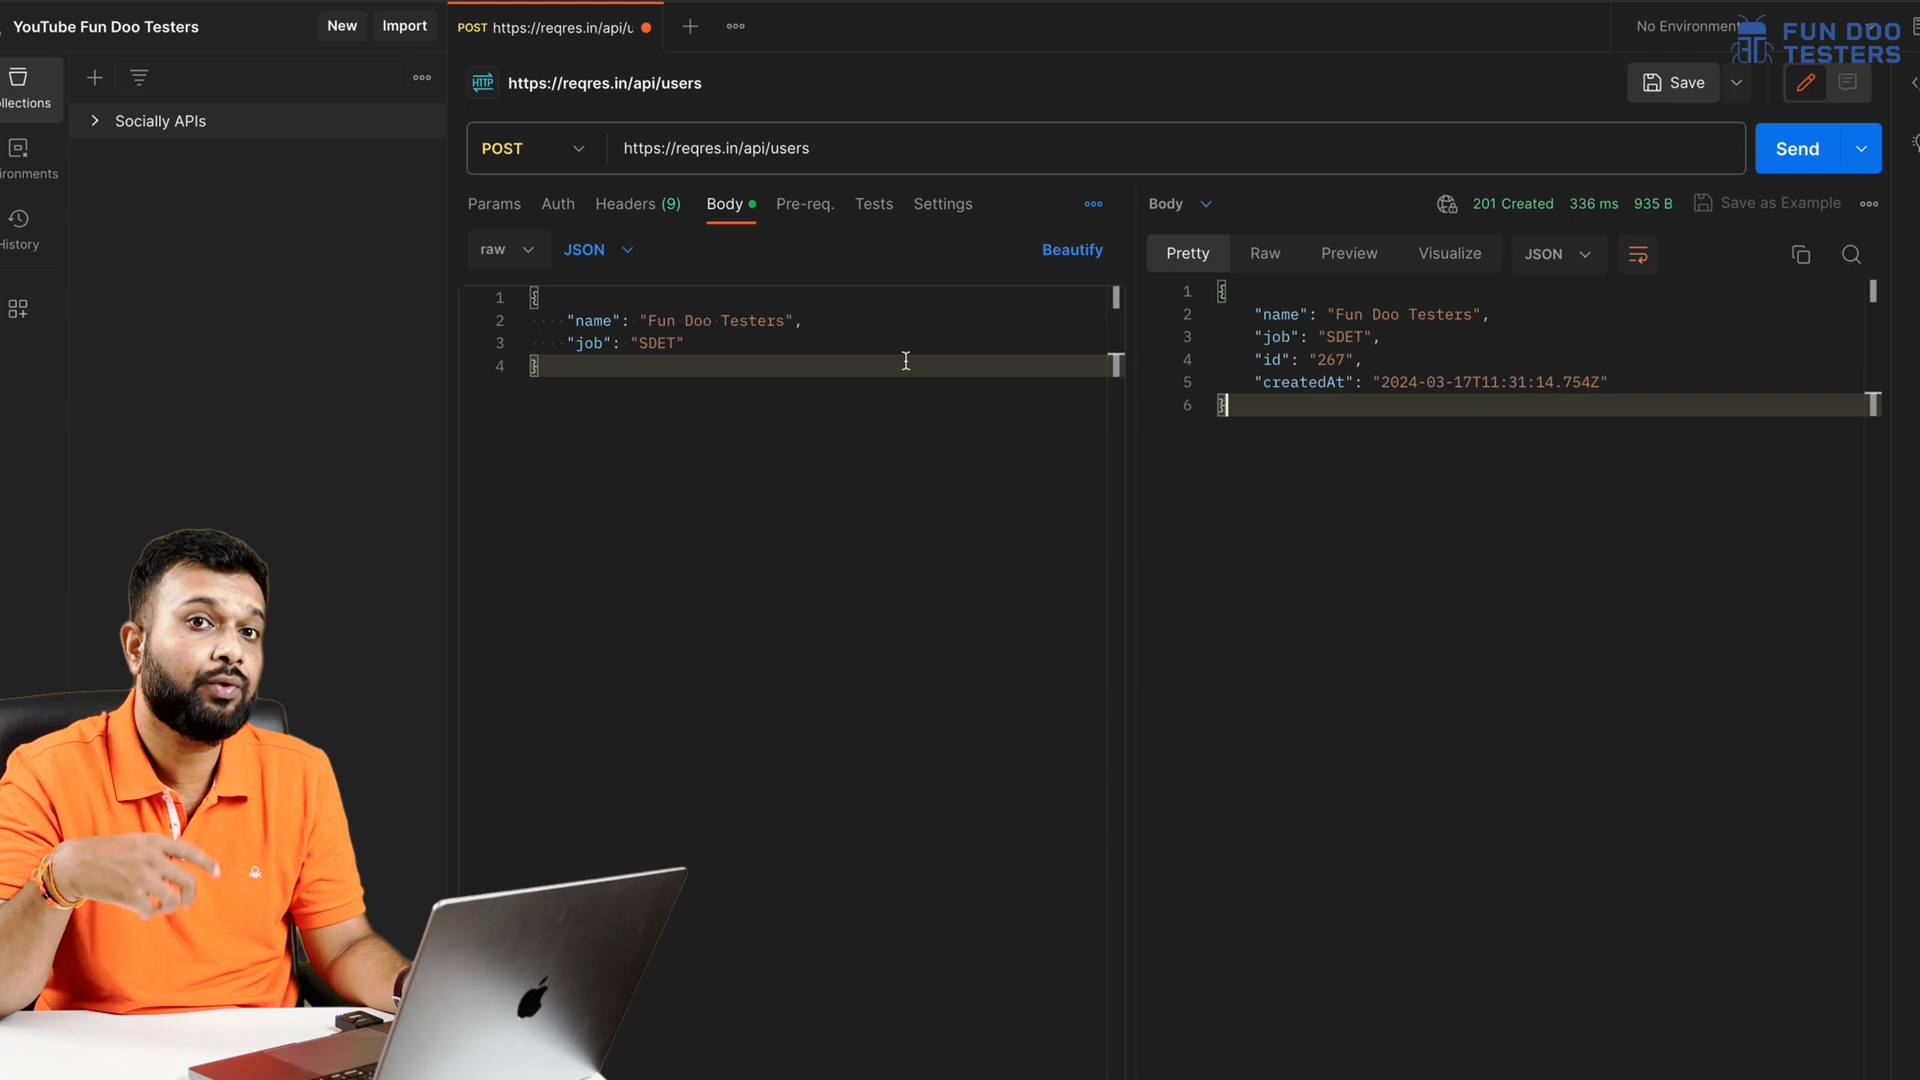 YouTube Fun Doo Testers
New
Import
POST https://reqres.in/api/u
No Environment
FUN DOO
TESTERS
llections
Socially APIs
ironments
History
HTTP https://reqres.in/api/users
Save
POST
https://reqres.in/api/users
Send
Params
Auth
Headers (9)
Body
Pre-req.
Tests
Settings
Body
201 Created
336 ms
935 B
Save as Example
raw
JSON
Beautify
Pretty
Raw
Preview
Visualize
JSON
1 {
2 "name": "Fun Doo Testers",
3 "job": "SDET"
4 }
1 {
2 "name": "Fun Doo Testers",
3 "job": "SDET",
4 "id": "267",
5 "createdAt": "2024-03-17T11:31:14.754Z"
6 }